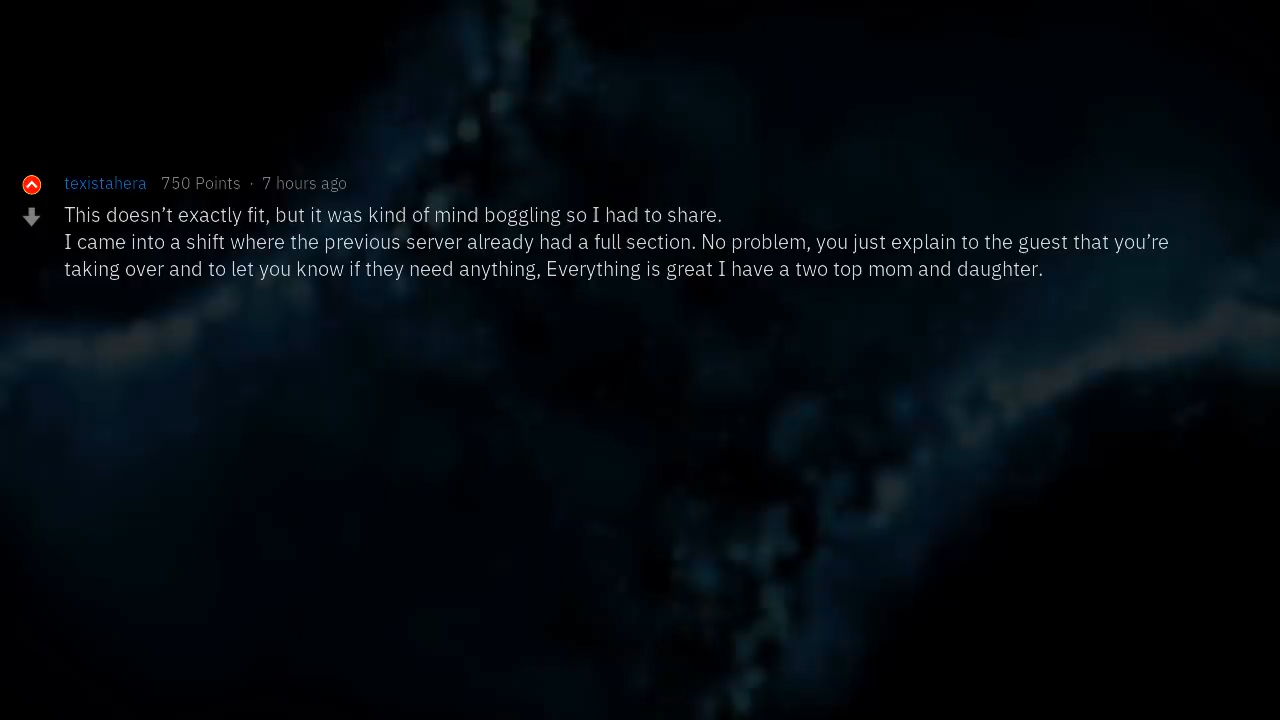 texistahera 750 Points · 7 hours ago
This doesn’t exactly fit, but it was kind of mind boggling so I had to share.
I came into a shift where the previous server already had a full section. No problem, you just explain to the guest that you’re
taking over and to let you know if they need anything, Everything is great I have a two top mom and daughter.